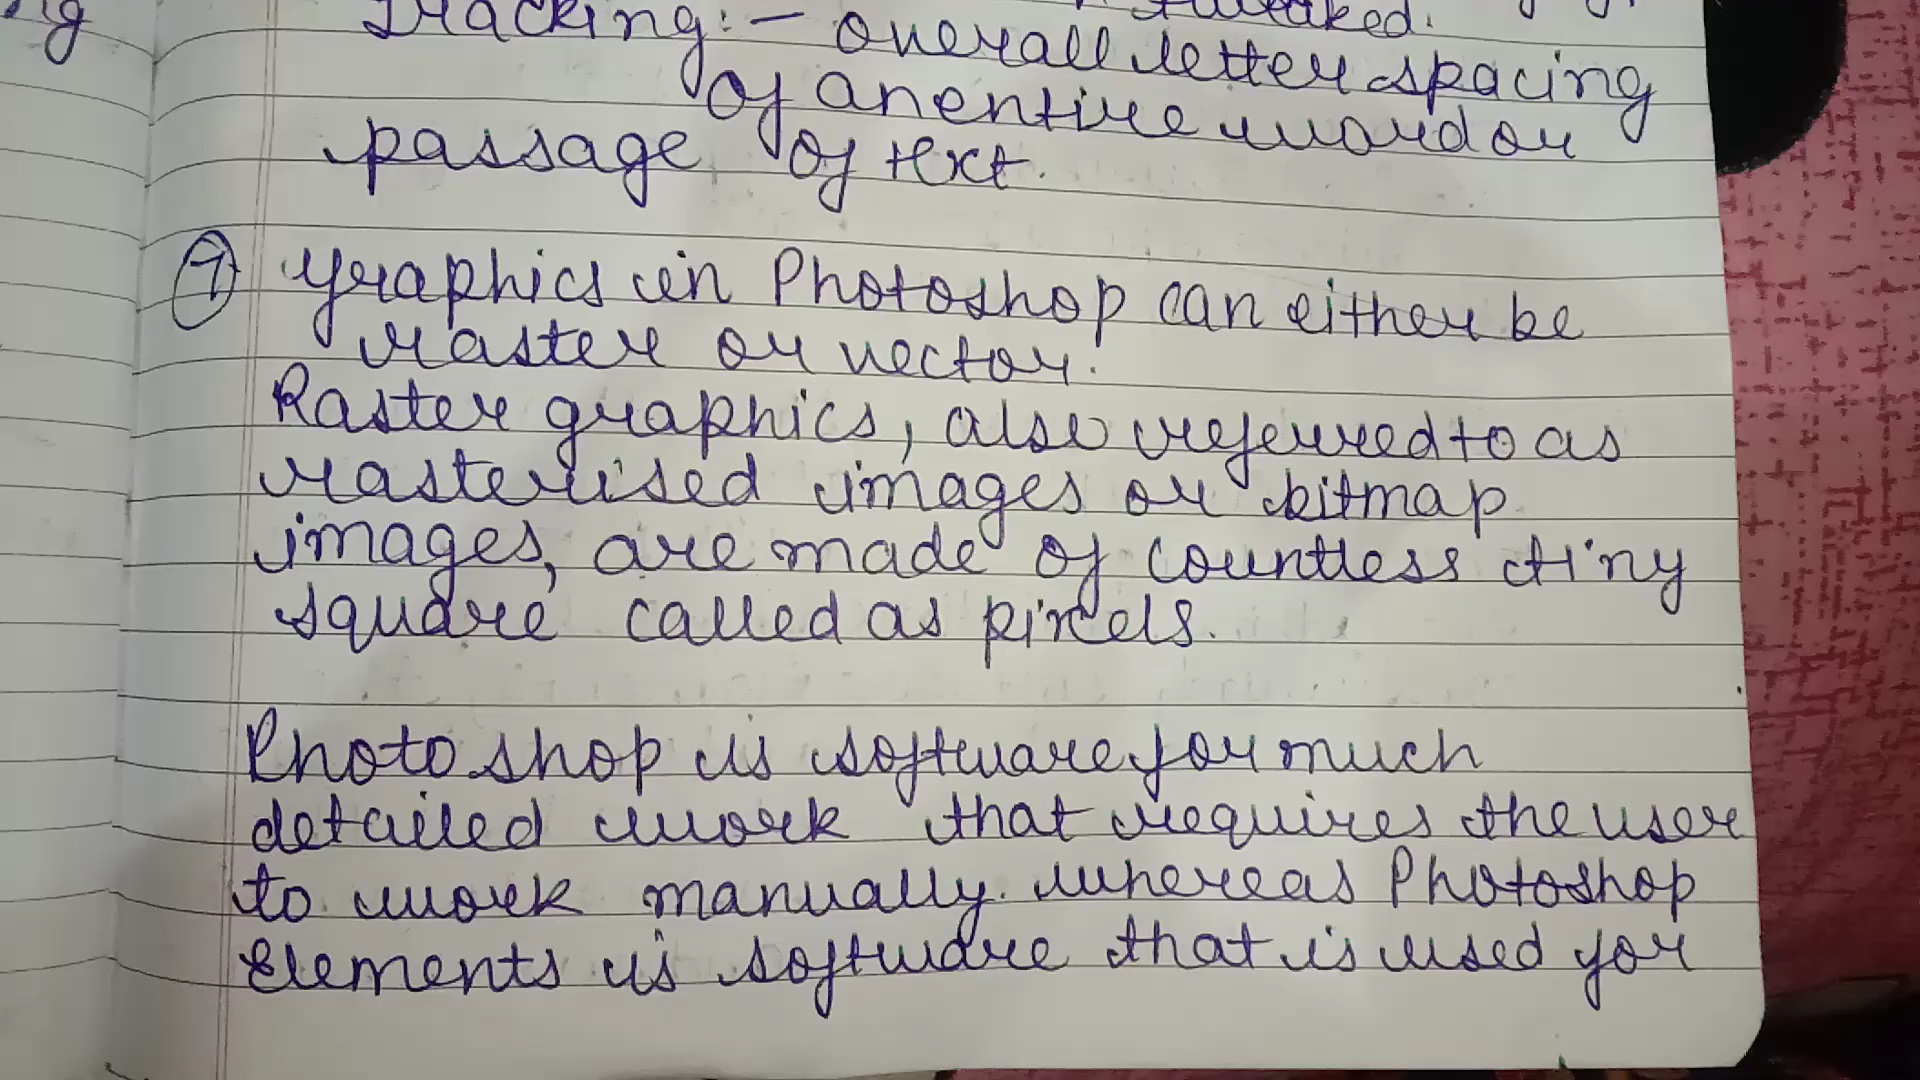 ng
tweaked.
Tracking:- overall letter spacing
of an entire word or
passage of text.
7 Graphics in Photoshop can either be
raster or vector.
Raster graphics, also referred to as
rasterised images or bitmap
images, are made of countless tiny
square called as pixels.
Photoshop is software for much
detailed work that requires the user
to work manually. Whereas Photoshop
Elements is software that is used for